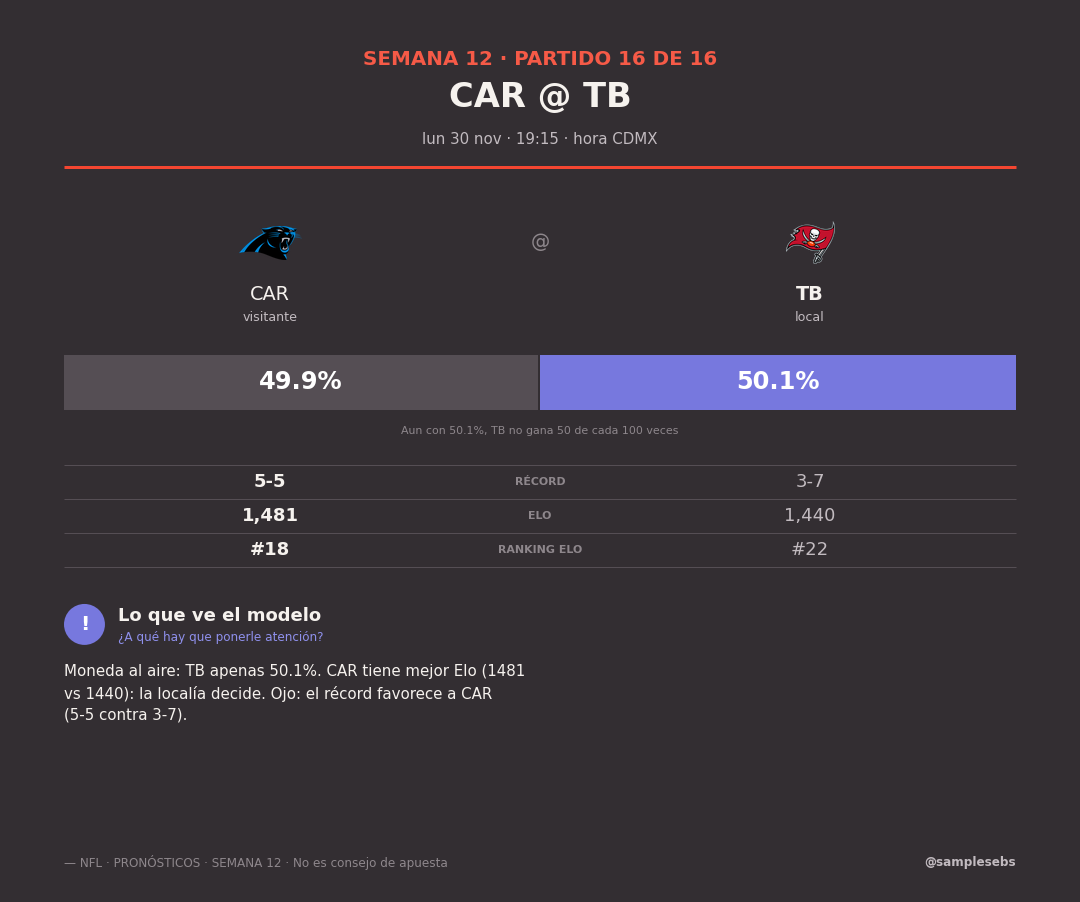 SEMANA 12 · PARTIDO 16 DE 16
CAR @ TB
lun 30 nov · 19:15 · hora CDMX
@
CAR
TB
visitante
local
49.9%
50.1%
Aun con 50.1%, TB no gana 50 de cada 100 veces
5-5 RÉCORD 3-7
1,481 ELO 1,440
#18 RANKING ELO #22
!
Lo que ve el modelo
¿A qué hay que ponerle atención?
Moneda al aire: TB apenas 50.1%. CAR tiene mejor Elo (1481
vs 1440): la localía decide. Ojo: el récord favorece a CAR
(5-5 contra 3-7).
— NFL · PRONÓSTICOS · SEMANA 12 · No es consejo de apuesta
@samplesebs